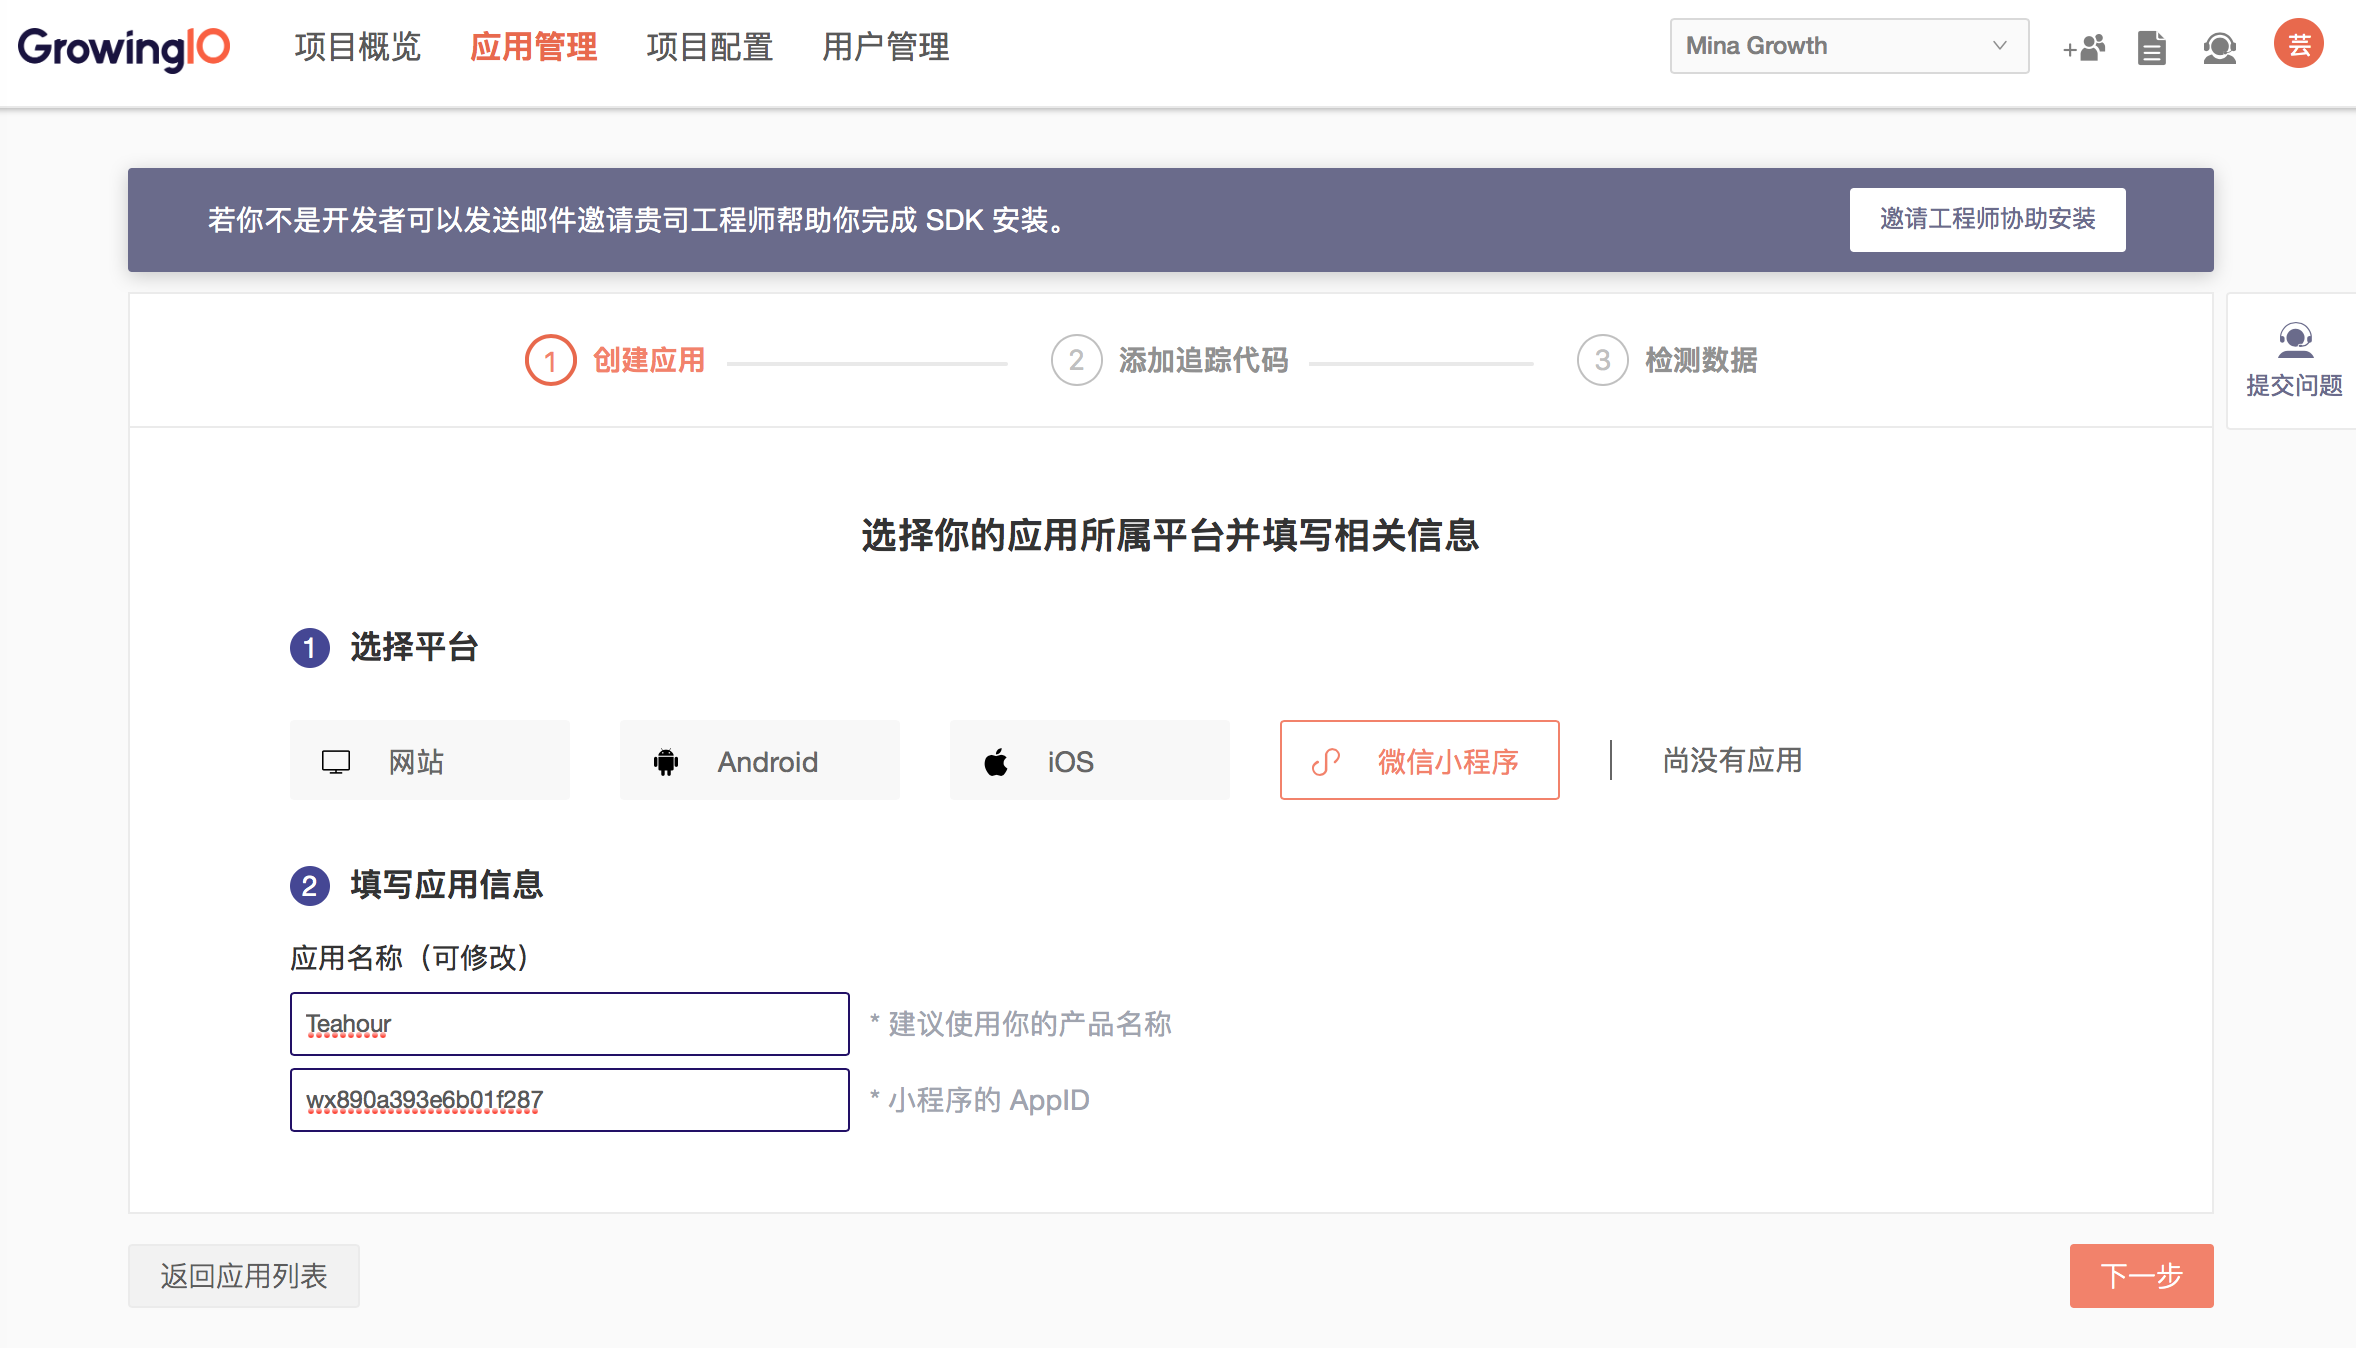 GrowingIO 项目概览 应用管理 项目配置 用户管理 Mina Growth 芸
若你不是开发者可以发送邮件邀请贵司工程师帮助你完成 SDK 安装。 邀请工程师协助安装
1 创建应用 2 添加追踪代码 3 检测数据
提交问题
选择你的应用所属平台并填写相关信息
1 选择平台
网站 Android iOS 微信小程序 尚没有应用
2 填写应用信息
应用名称（可修改）
Teahour * 建议使用你的产品名称
wx890a393e6b01f287 * 小程序的 AppID
返回应用列表 下一步